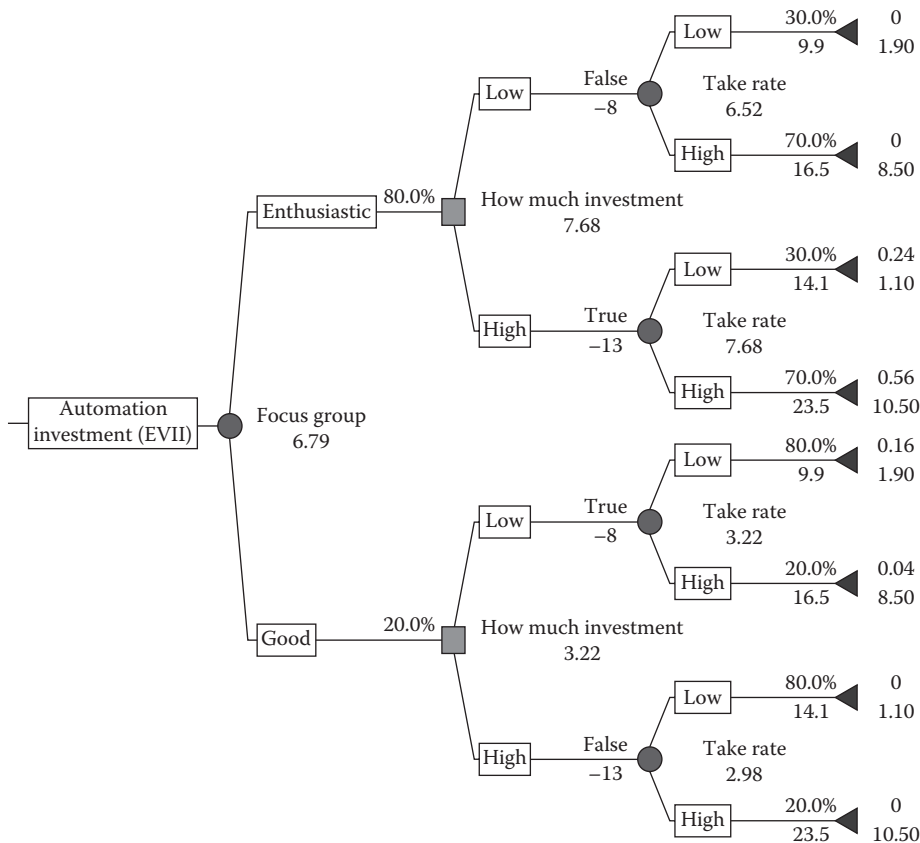 30.0%
0
Low
9.9
1.90
False
Take rate
Low
−8
6.52
70.0%
0
High
16.5
8.50
Enthusiastic
80.0%
How much investment
7.68
30.0%
0.24
Low
14.1
1.10
True
Take rate
High
−13
7.68
70.0%
0.56
High
23.5
10.50
Automation
investment (EVII)
Focus group
6.79
80.0%
0.16
Low
9.9
1.90
True
Take rate
Low
−8
3.22
20.0%
0.04
High
16.5
8.50
Good
20.0%
How much investment
3.22
80.0%
0
Low
14.1
1.10
False
Take rate
High
−13
2.98
20.0%
0
High
23.5
10.50